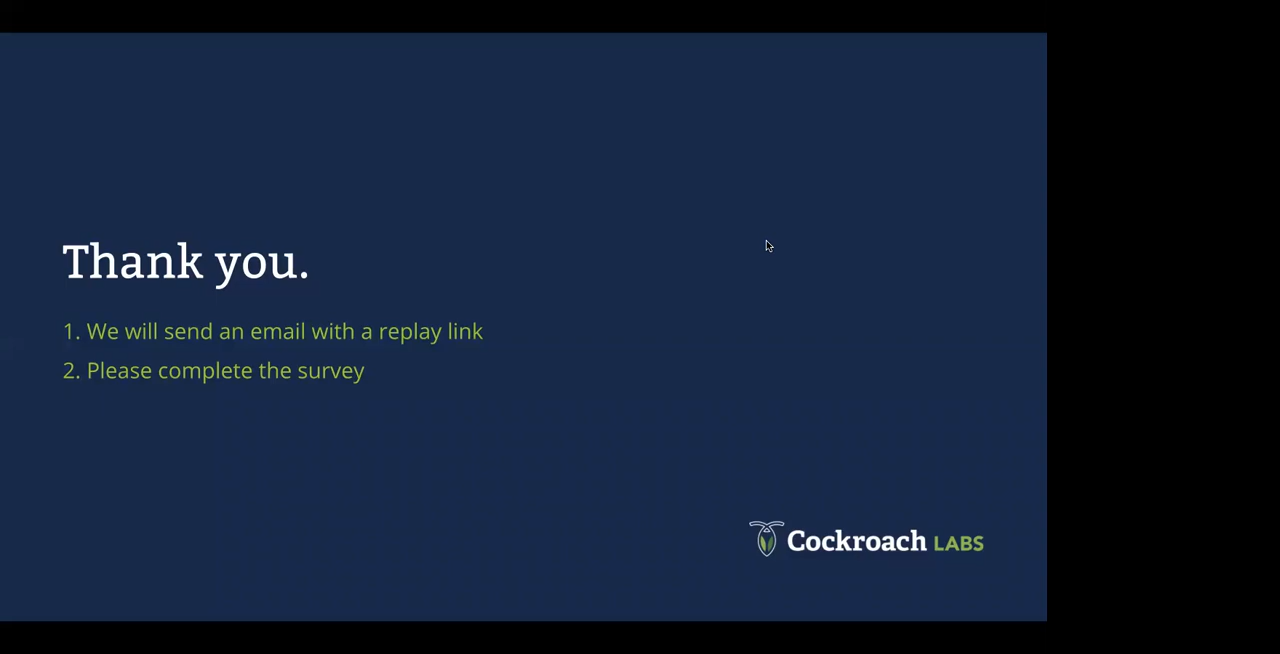 Thank you.
1. We will send an email with a replay link
2. Please complete the survey
Cockroach LABS